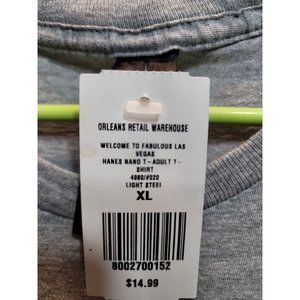 ORLEANS RETAIL WAREHOUSE
WELCOME TO FABULOUS LAS
VEGAS
HANES NANO T-ADULT T-
SHIRT
4980/#020
LIGHT STEEL
XL
8002700152
$14.99